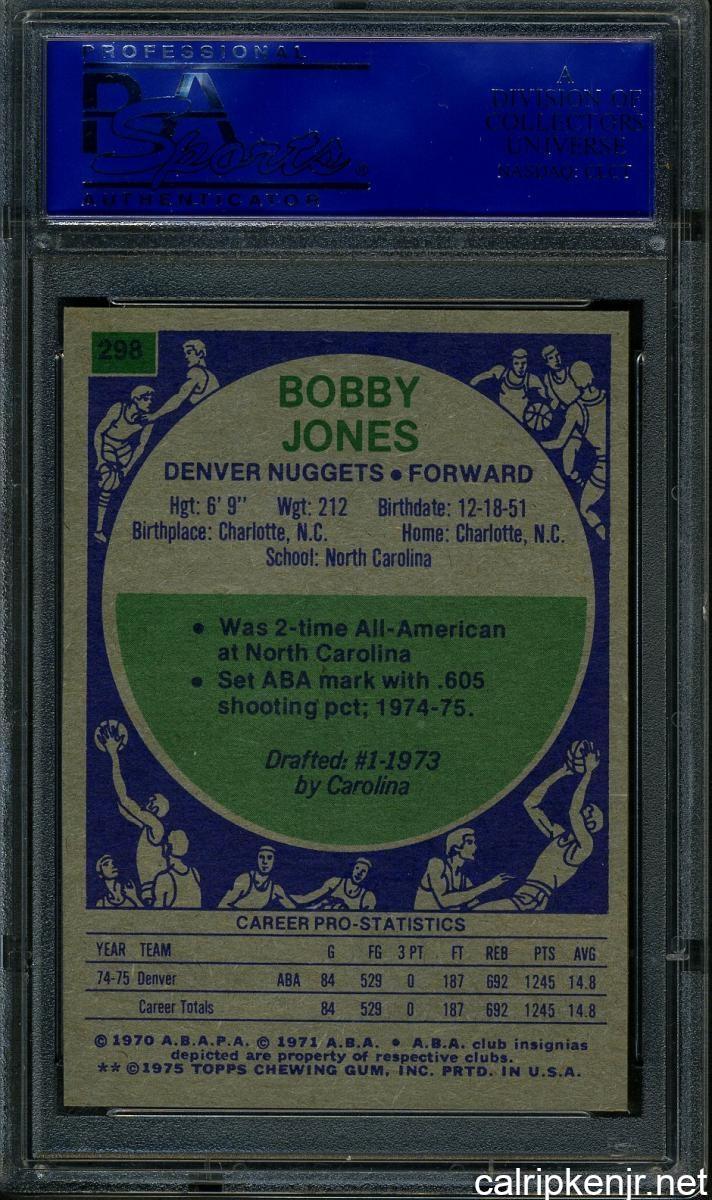 PROFESSIONAL
PSA
Sports®
AUTHENTICATOR
A
DIVISION OF
COLLECTORS
UNIVERSE
NASDAQ: CLCT
298
BOBBY
JONES
DENVER NUGGETS • FORWARD
Hgt: 6' 9" Wgt: 212 Birthdate: 12-18-51
Birthplace: Charlotte, N.C. Home: Charlotte, N.C.
School: North Carolina
• Was 2-time All-American
at North Carolina
• Set ABA mark with .605
shooting pct; 1974-75.
Drafted: #1-1973
by Carolina
CAREER PRO-STATISTICS
YEAR TEAM G FG 3 PT FT REB PTS AVG
74-75 Denver ABA 84 529 0 187 692 1245 14.8
Career Totals 84 529 0 187 692 1245 14.8
© 1970 A.B.A.P.A. © 1971 A.B.A. • A.B.A. club insignias
depicted are property of respective clubs.
** © 1975 TOPPS CHEWING GUM, INC. PRTD. IN U.S.A.
calripkenjr.net